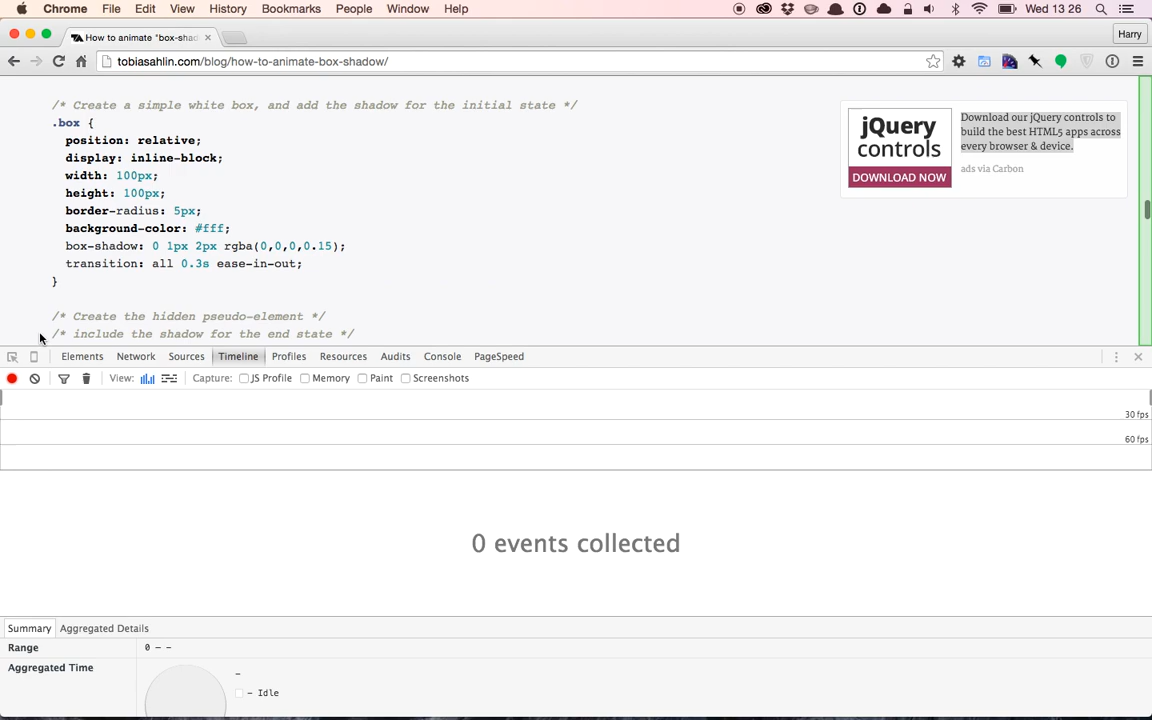 Chrome File Edit View History Bookmarks People Window Help Wed 13 26
How to animate "box-shad Harry
tobiasahlin.com/blog/how-to-animate-box-shadow/
/* Create a simple white box, and add the shadow for the initial state */
.box {
position: relative;
display: inline-block;
width: 100px;
height: 100px;
border-radius: 5px;
background-color: #fff;
box-shadow: 0 1px 2px rgba(0,0,0,0.15);
transition: all 0.3s ease-in-out;
}
/* Create the hidden pseudo-element */
/* include the shadow for the end state */
jQuery
controls
DOWNLOAD NOW
Download our jQuery controls to
build the best HTML5 apps across
every browser & device.
ads via Carbon
Elements Network Sources Timeline Profiles Resources Audits Console PageSpeed
View: Capture: JS Profile Memory Paint Screenshots
30 fps
60 fps
0 events collected
Summary Aggregated Details
Range 0 – –
Aggregated Time –
– Idle